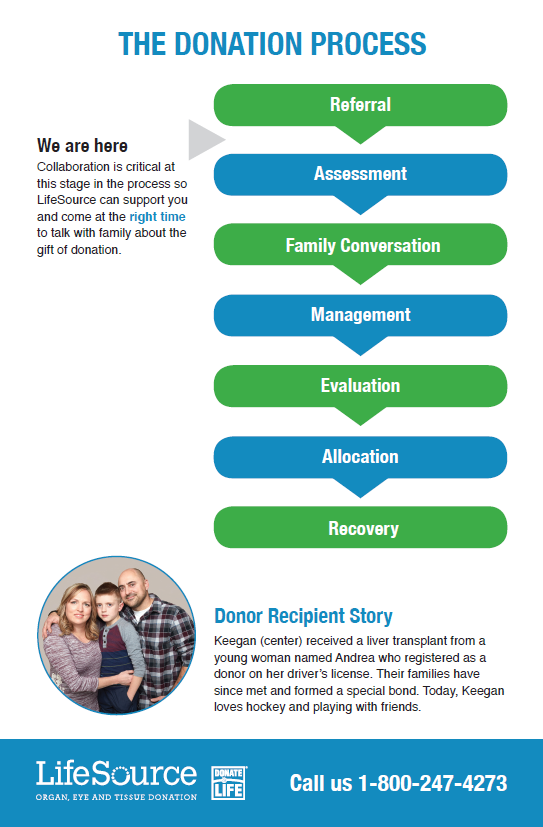 THE DONATION PROCESS
Referral
We are here
Collaboration is critical at
this stage in the process so
LifeSource can support you
and come at the right time
to talk with family about the
gift of donation.
Assessment
Family Conversation
Management
Evaluation
Allocation
Recovery
Donor Recipient Story
Keegan (center) received a liver transplant from a
young woman named Andrea who registered as a
donor on her driver’s license. Their families have
since met and formed a special bond. Today, Keegan
loves hockey and playing with friends.
LifeSource
ORGAN, EYE AND TISSUE DONATION
DONATE
LIFE
Call us 1-800-247-4273